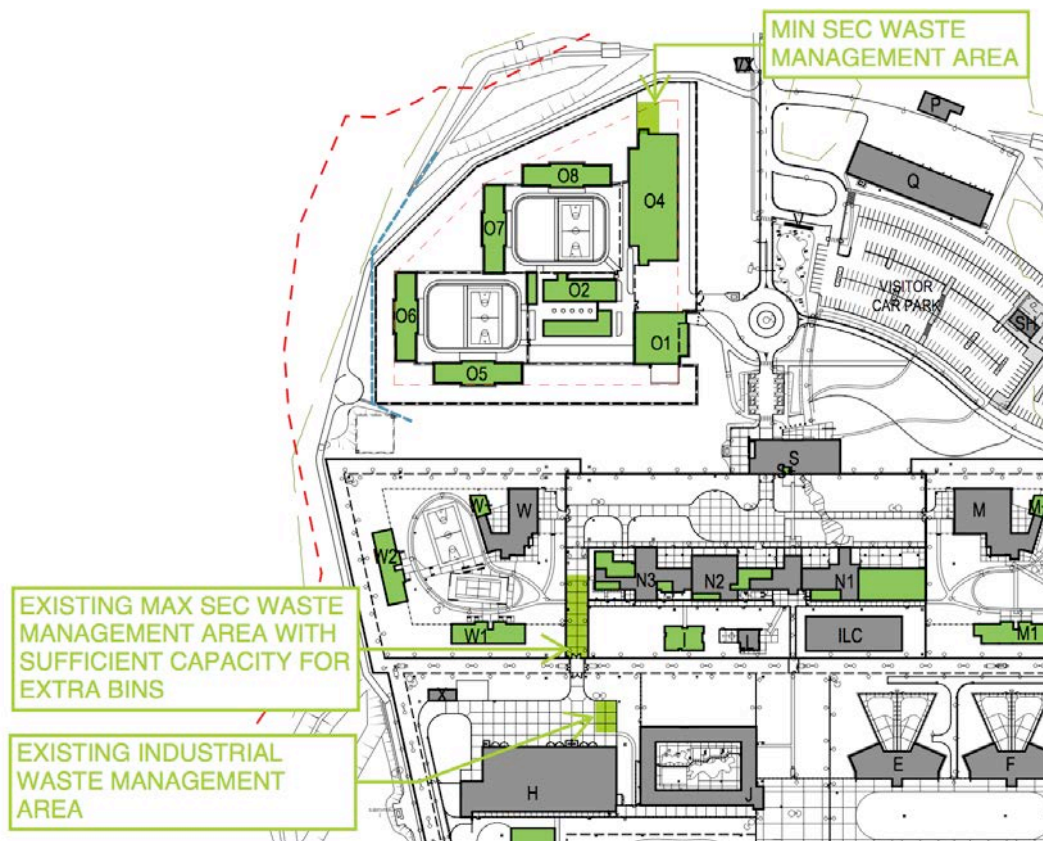 MIN SEC WASTE
MANAGEMENT AREA
P
Q
O8
O4
O7
V
VISITOR
CAR PARK
O2
O6
SH
O1
O5
S
S
W
M
W2
N3
N2
N1
EXISTING MAX SEC WASTE
MANAGEMENT AREA WITH
SUFFICIENT CAPACITY FOR
EXTRA BINS
W1
I
L
ILC
M1
X
EXISTING INDUSTRIAL
WASTE MANAGEMENT
AREA
H
J
E
F